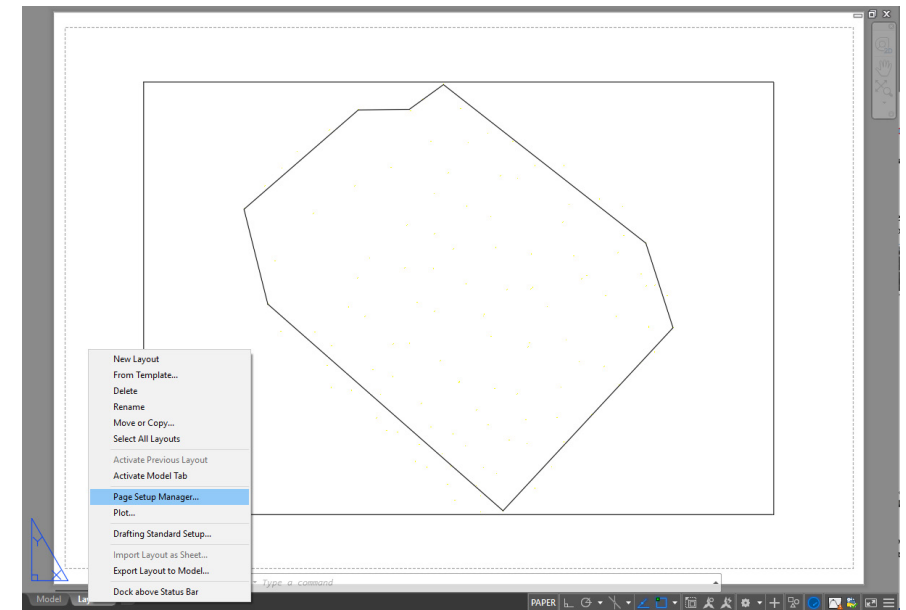 New Layout
From Template...
Delete
Rename
Move or Copy...
Select All Layouts
Activate Previous Layout
Activate Model Tab
Page Setup Manager...
Plot...
Drafting Standard Setup...
Import Layout as Sheet...
Export Layout to Model...
Dock above Status Bar
Y
X
Type a command
Model
PAPER